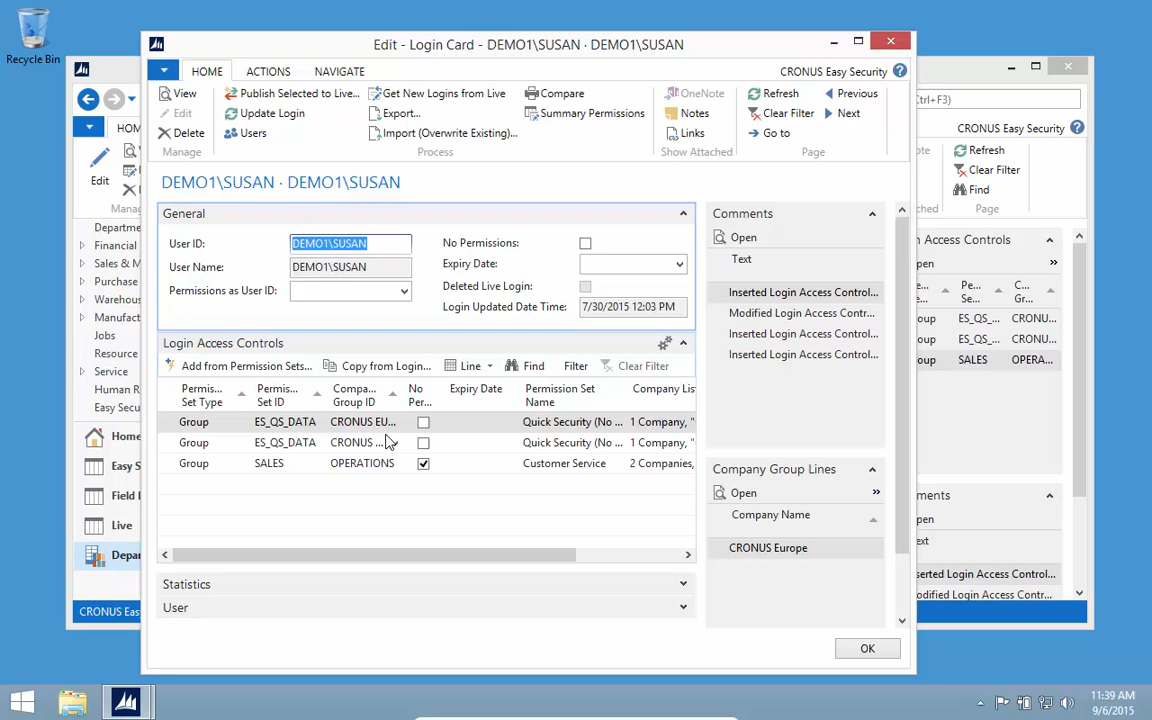 Recycle Bin
Edit - Login Card - DEMO1\SUSAN · DEMO1\SUSAN
HOME
ACTIONS
NAVIGATE
CRONUS Easy Security
View
Edit
Delete
Manage
Publish Selected to Live...
Update Login
Users
Get New Logins from Live
Export...
Import (Overwrite Existing)...
Process
Compare
Summary Permissions
OneNote
Notes
Links
Show Attached
Refresh
Clear Filter
Go to
Previous
Next
Page
DEMO1\SUSAN · DEMO1\SUSAN
General
User ID:
DEMO1\SUSAN
User Name:
DEMO1\SUSAN
Permissions as User ID:
No Permissions:
Expiry Date:
Deleted Live Login:
Login Updated Date Time:
7/30/2015 12:03 PM
Login Access Controls
Add from Permission Sets...
Copy from Login...
Line
Find
Filter
Clear Filter
Permis... Set Type
Permis... Set ID
Compa... Group ID
No Per...
Expiry Date
Permission Set Name
Company List
Group ES_QS_DATA CRONUS EU... Quick Security (No ... 1 Company, "
Group ES_QS_DATA CRONUS ... Quick Security (No ... 1 Company, "
Group SALES OPERATIONS Customer Service 2 Companies,
Statistics
User
Comments
Open
Text
Inserted Login Access Control...
Modified Login Access Contr...
Inserted Login Access Control...
Inserted Login Access Control...
Company Group Lines
Open
Company Name
CRONUS Europe
OK
HOM
Edit
Manag
Departme
Financial
Sales & M
Purchase
Warehous
Manufact
Jobs
Resource
Service
Human R
Easy Secu
Home
Easy S
Field I
Live
Depar
CRONUS Eas
Ctrl+F3)
CRONUS Easy Security
ote
ched
Refresh
Clear Filter
Find
Page
n Access Controls
open
Pe... Se...
C... Gr...
oup ES_QS_... CRONUS...
oup ES_QS_... CRONUS...
oup SALES OPERA...
ments
pen
xt
serted Login Access Control...
odified Login Access Contr...
11:39 AM
9/6/2015